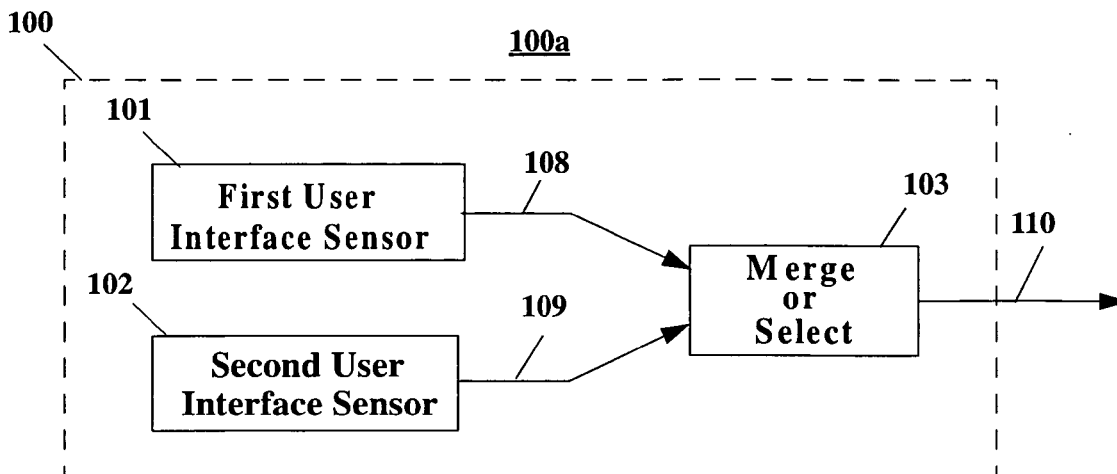 100
100a
101
First User
Interface Sensor
108
103
Merge
or
Select
110
102
Second User
Interface Sensor
109